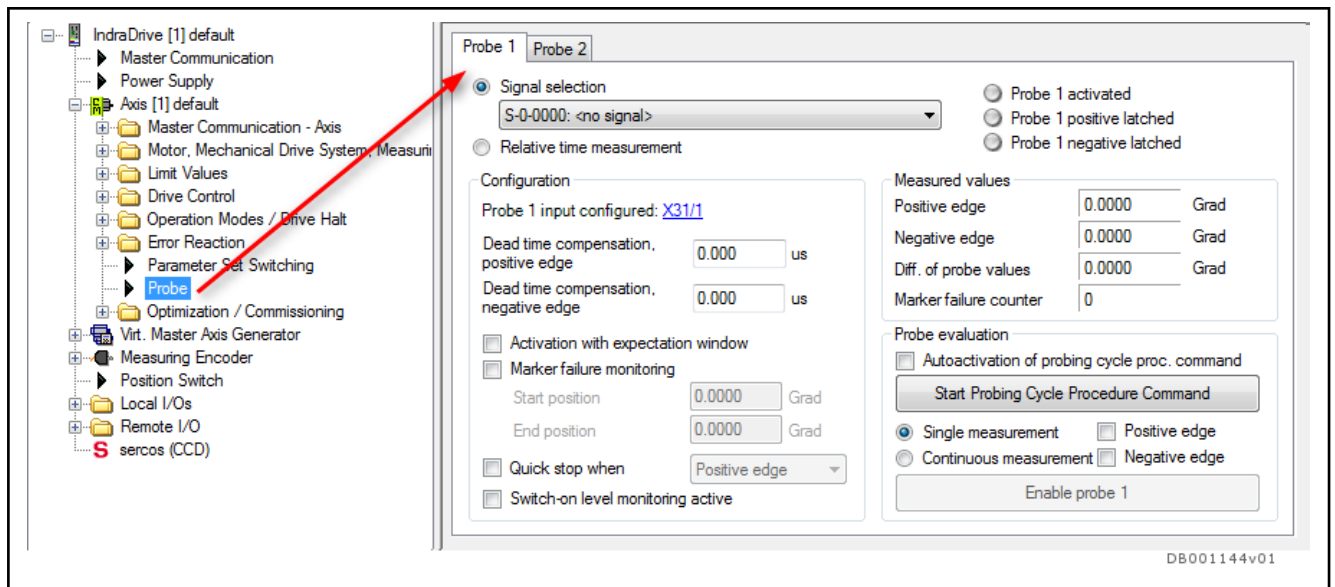 IndraDrive [1] default
Master Communication
Power Supply
Axis [1] default
Master Communication - Axis
Motor, Mechanical Drive System, Measuri
Limit Values
Drive Control
Operation Modes / Drive Halt
Error Reaction
Parameter Set Switching
Probe
Optimization / Commissioning
Virt. Master Axis Generator
Measuring Encoder
Position Switch
Local I/Os
Remote I/O
S sercos (CCD)
Probe 1 Probe 2
Signal selection
S-0-0000: <no signal>
Relative time measurement
Probe 1 activated
Probe 1 positive latched
Probe 1 negative latched
Configuration
Probe 1 input configured: X31/1
Dead time compensation,
positive edge 0.000 us
Dead time compensation,
negative edge 0.000 us
Activation with expectation window
Marker failure monitoring
Start position 0.0000 Grad
End position 0.0000 Grad
Quick stop when Positive edge
Switch-on level monitoring active
Measured values
Positive edge 0.0000 Grad
Negative edge 0.0000 Grad
Diff. of probe values 0.0000 Grad
Marker failure counter 0
Probe evaluation
Autoactivation of probing cycle proc. command
Start Probing Cycle Procedure Command
Single measurement Positive edge
Continuous measurement Negative edge
Enable probe 1
DB001144v01